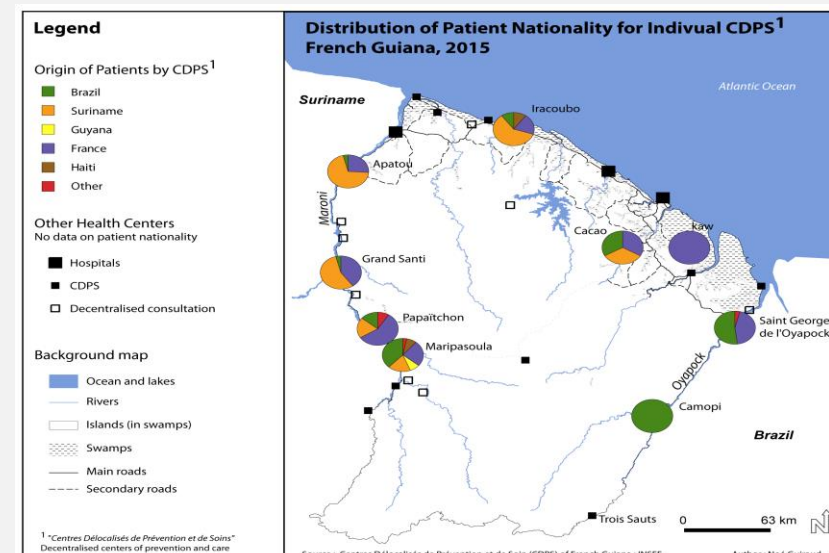 Legend
Origin of Patients by CDPS1
Brazil
Suriname
Guyana
France
Haiti
Other
Other Health Centers
No data on patient nationality
Hospitals
CDPS
Decentralised consultation
Background map
Ocean and lakes
Rivers
Islands (in swamps)
Swamps
Main roads
Secondary roads
1 "Centres Délocalisés de Prévention et de Soins"
Decentralised centers of prevention and care
Distribution of Patient Nationality for Indivual CDPS1
French Guiana, 2015
Atlantic Ocean
Suriname
Iracoubo
Apatou
Maroni
Cacao
kaw
Grand Santi
Papaïtchon
Maripasoula
Saint George
de l'Oyapock
Oyapock
Camopi
Brazil
Trois Sauts
0 63 km
N